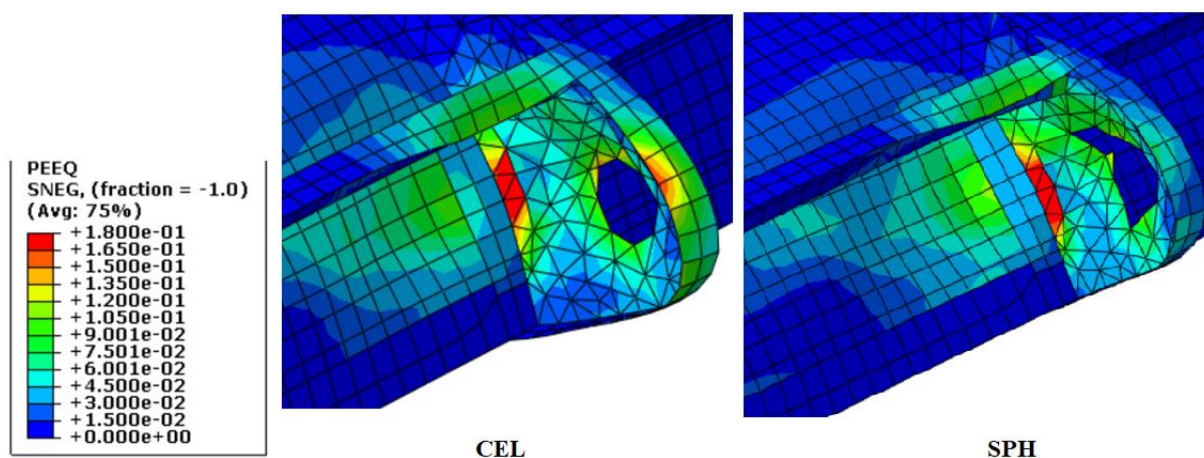 PEEQ
SNEG, (fraction = -1.0)
(Avg: 75%)
+1.800e-01
+1.650e-01
+1.500e-01
+1.350e-01
+1.200e-01
+1.050e-01
+9.001e-02
+7.501e-02
+6.001e-02
+4.500e-02
+3.000e-02
+1.500e-02
+0.000e+00
CEL
SPH